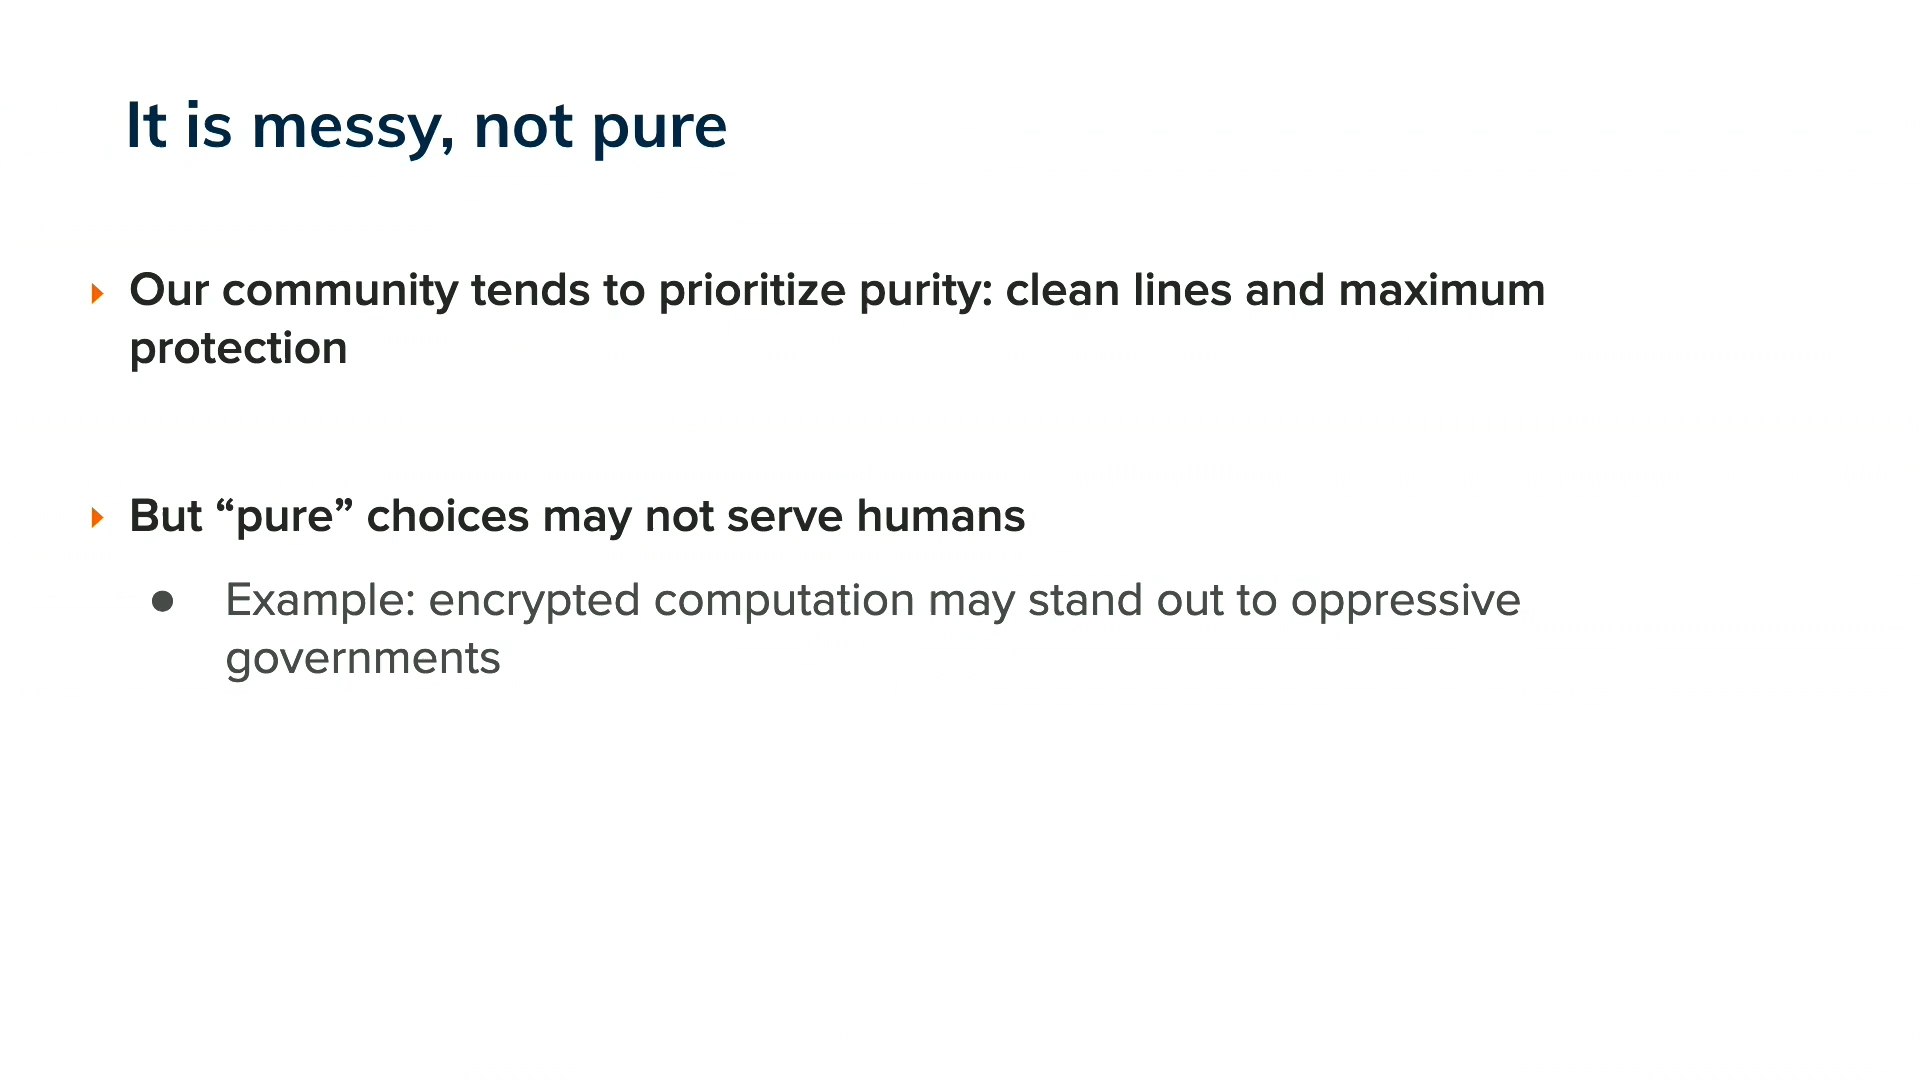 It is messy, not pure
Our community tends to prioritize purity: clean lines and maximum
protection
But “pure” choices may not serve humans
Example: encrypted computation may stand out to oppressive
governments